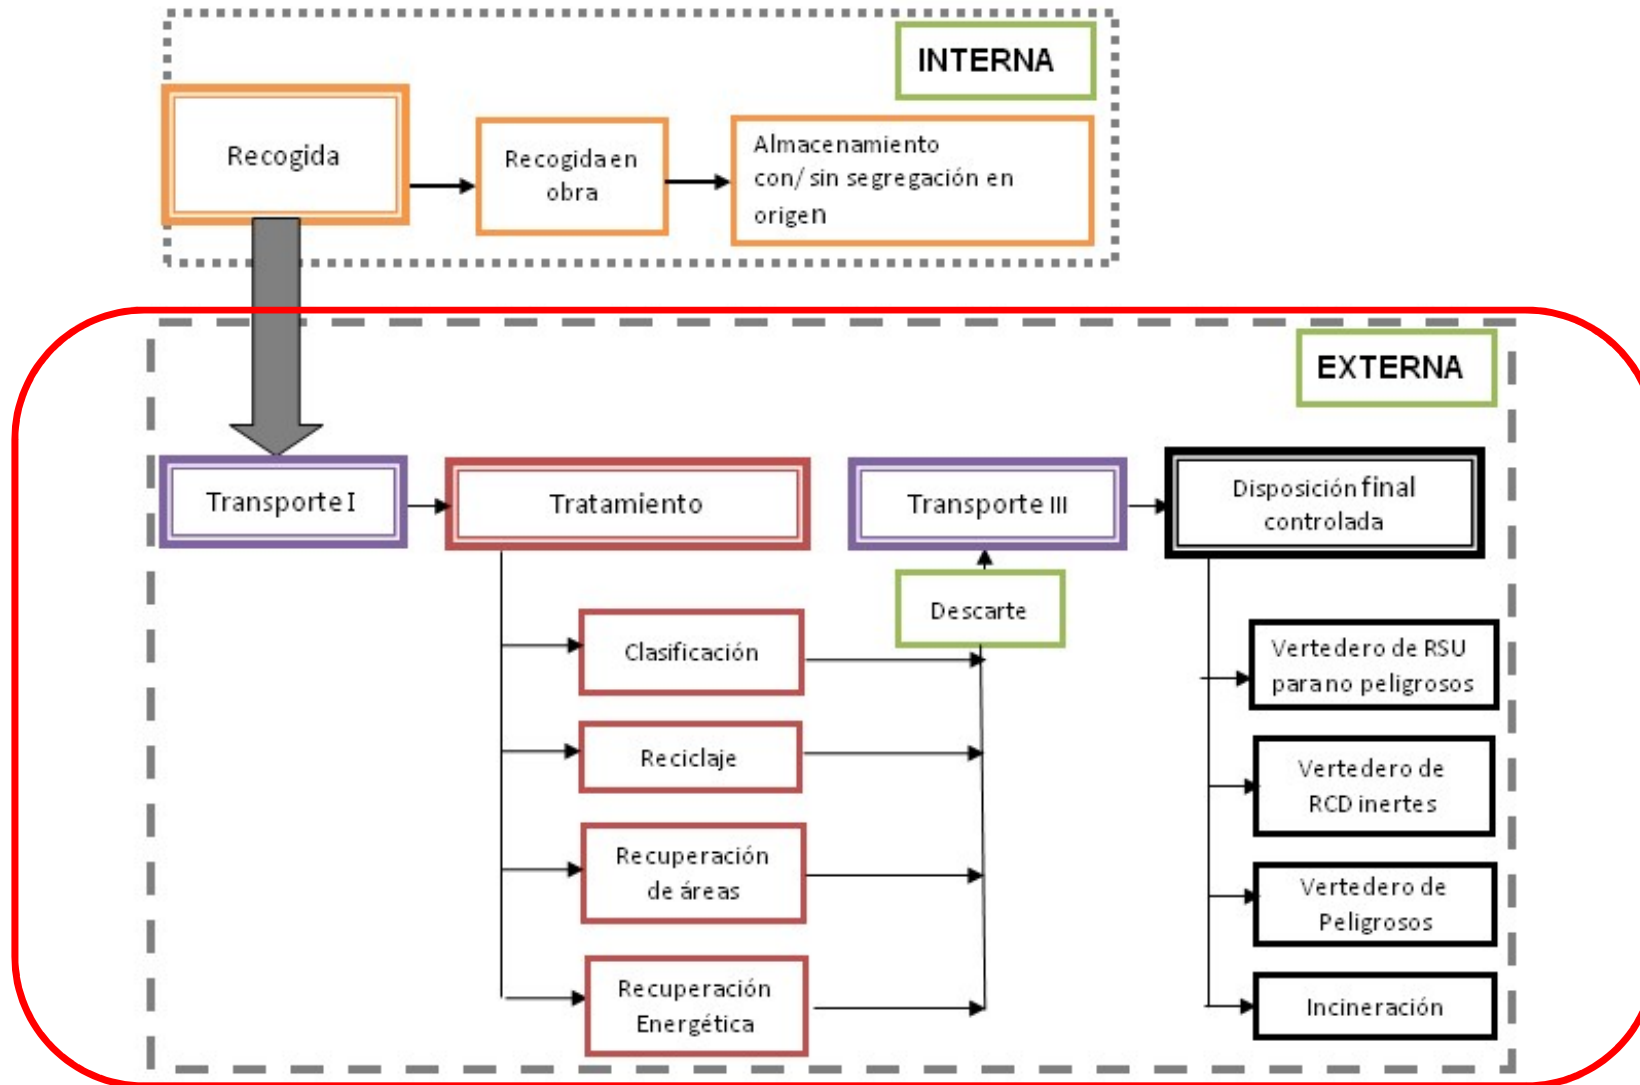 INTERNA
Recogida
Recogida en
obra
Almacenamiento
con/ sin segregación en
origen
EXTERNA
Transporte I
Tratamiento
Transporte III
Disposición final
controlada
Descarte
Clasificación
Reciclaje
Recuperación
de áreas
Recuperación
Energética
Vertedero de RSU
para no peligrosos
Vertedero de
RCD inertes
Vertedero de
Peligrosos
Incineración